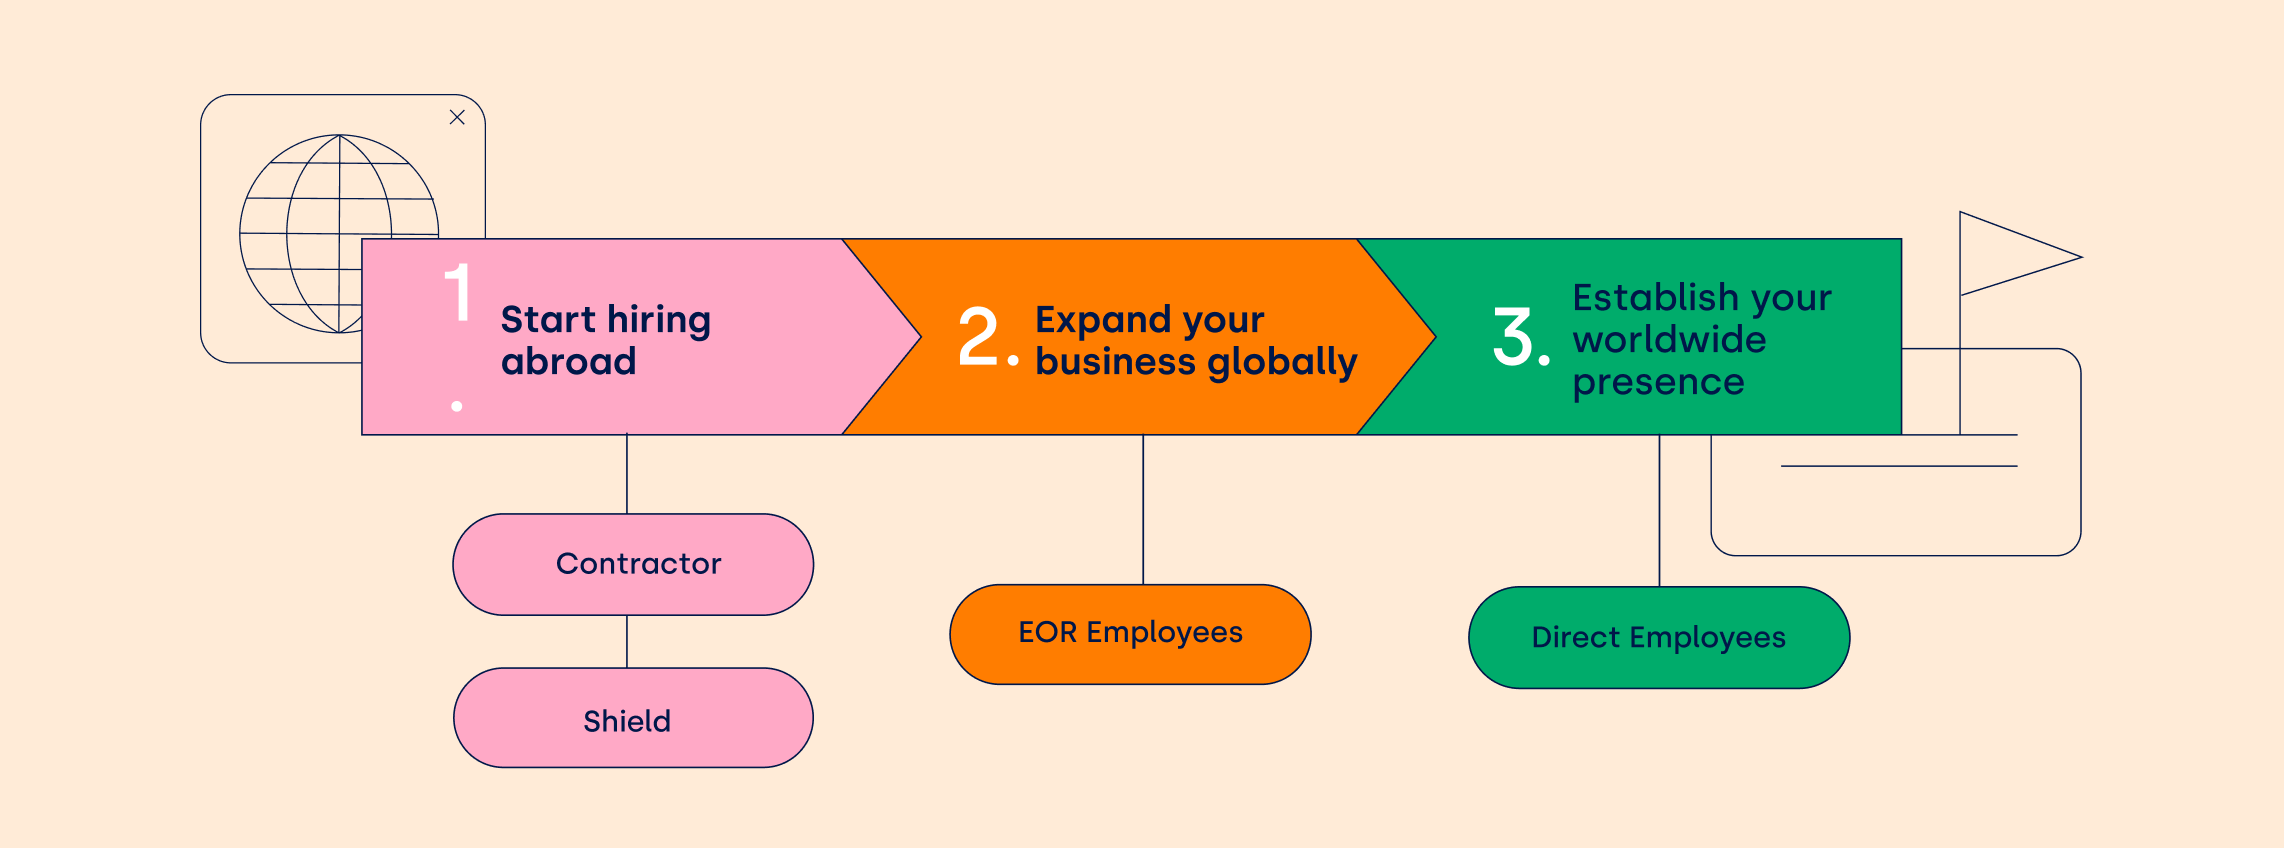 1.
Start hiring
abroad
2.
Expand your
business globally
3.
Establish your
worldwide
presence
Contractor
Shield
EOR Employees
Direct Employees